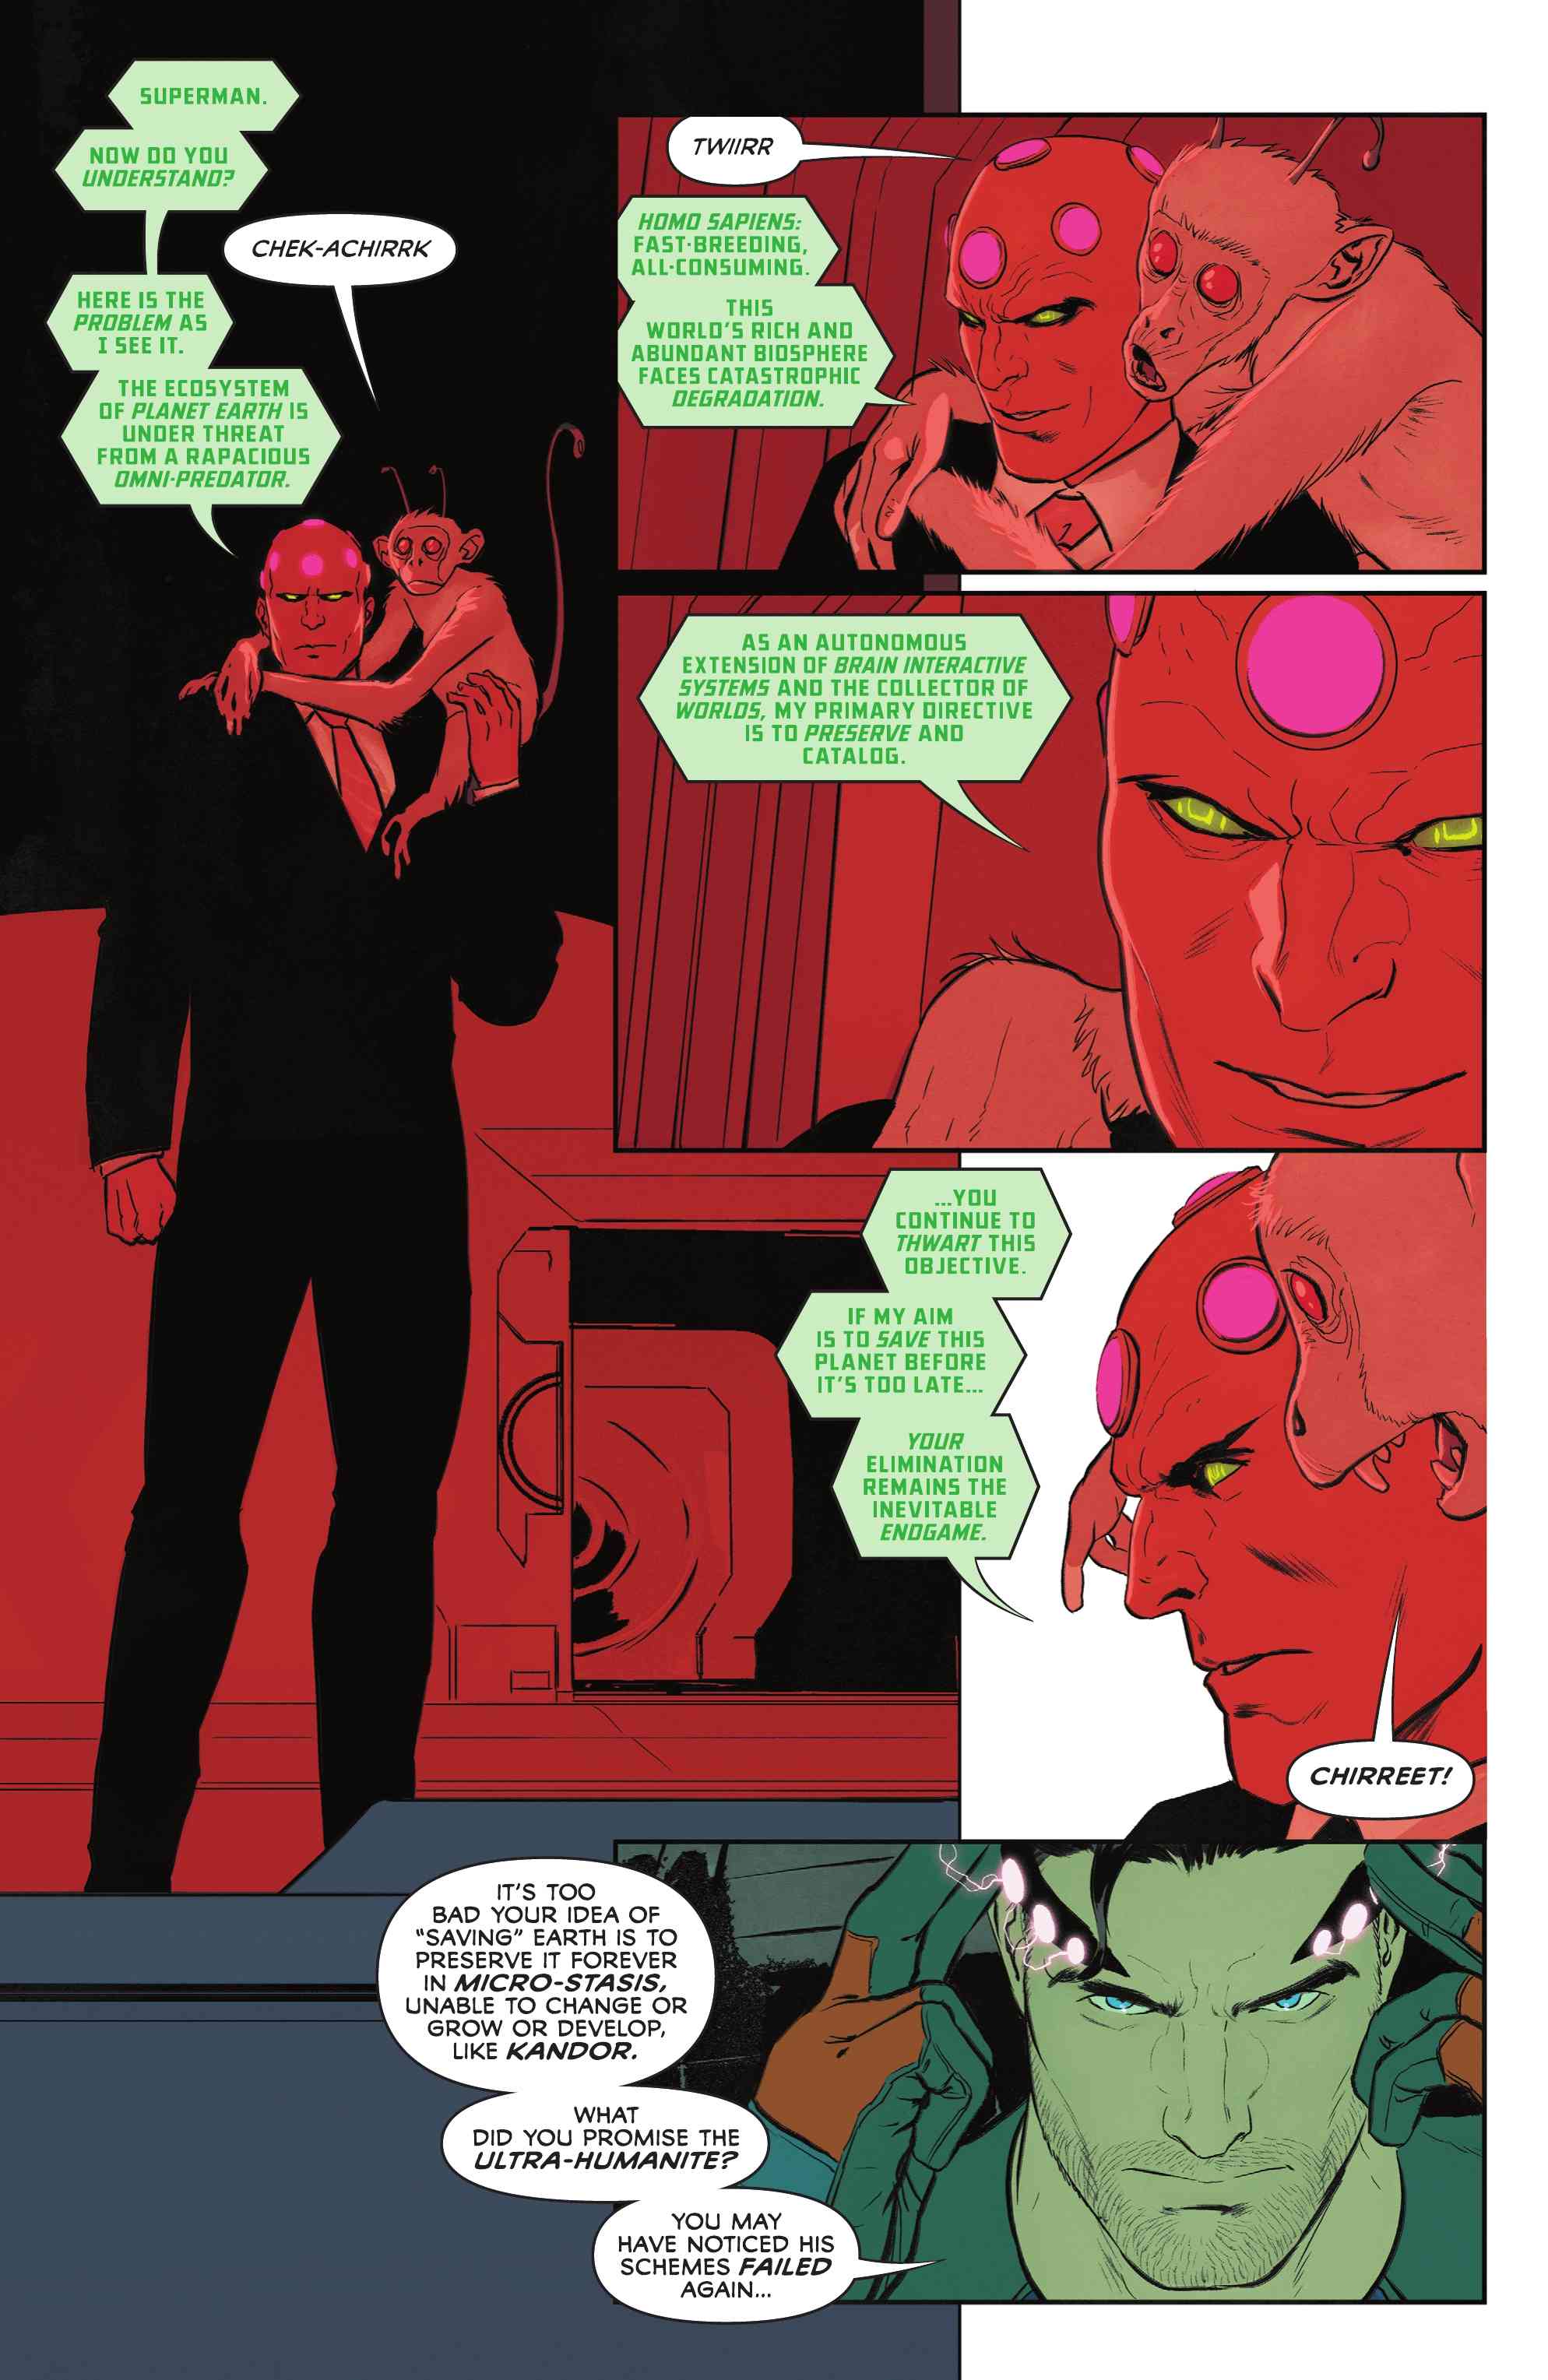 SUPERMAN.
NOW DO YOU
UNDERSTAND?
CHEK-ACHIRRK
HERE IS THE
PROBLEM AS
I SEE IT.
THE ECOSYSTEM
OF PLANET EARTH IS
UNDER THREAT
FROM A RAPACIOUS
OMNI-PREDATOR.
TWIIRR
HOMO SAPIENS:
FAST-BREEDING,
ALL-CONSUMING.
THIS
WORLD'S RICH AND
ABUNDANT BIOSPHERE
FACES CATASTROPHIC
DEGRADATION.
AS AN AUTONOMOUS
EXTENSION OF BRAIN INTERACTIVE
SYSTEMS AND THE COLLECTOR OF
WORLDS, MY PRIMARY DIRECTIVE
IS TO PRESERVE AND
CATALOG.
...YOU
CONTINUE TO
THWART THIS
OBJECTIVE.
IF MY AIM
IS TO SAVE THIS
PLANET BEFORE
IT'S TOO LATE...
YOUR
ELIMINATION
REMAINS THE
INEVITABLE
ENDGAME.
CHIRREET!
IT'S TOO
BAD YOUR IDEA OF
"SAVING" EARTH IS TO
PRESERVE IT FOREVER
IN MICRO-STASIS,
UNABLE TO CHANGE OR
GROW OR DEVELOP,
LIKE KANDOR.
WHAT
DID YOU PROMISE THE
ULTRA-HUMANITE?
YOU MAY
HAVE NOTICED HIS
SCHEMES FAILED
AGAIN...